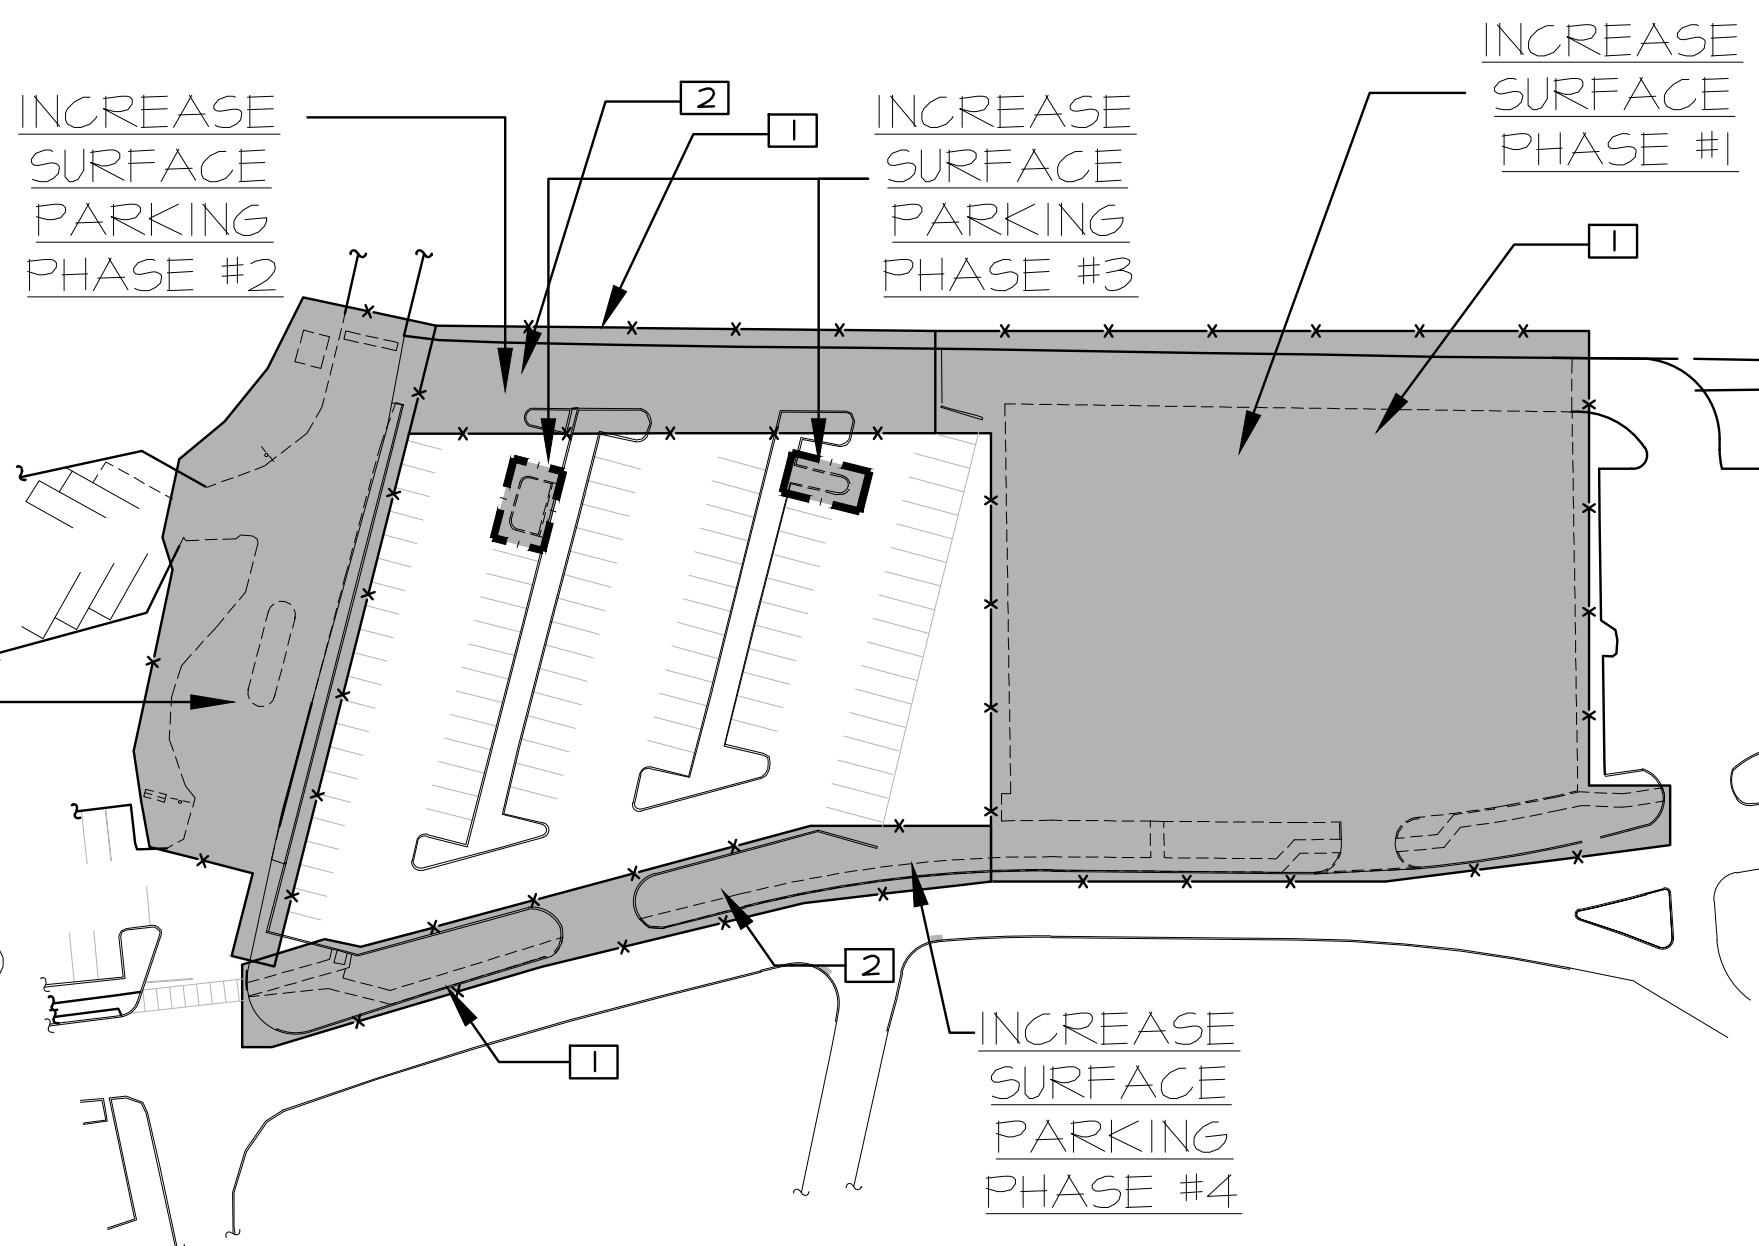 INCREASE
SURFACE
PHASE #1
INCREASE
SURFACE
PARKING
PHASE #2
2
1
INCREASE
SURFACE
PARKING
PHASE #3
1
2
1
INCREASE
SURFACE
PARKING
PHASE #4